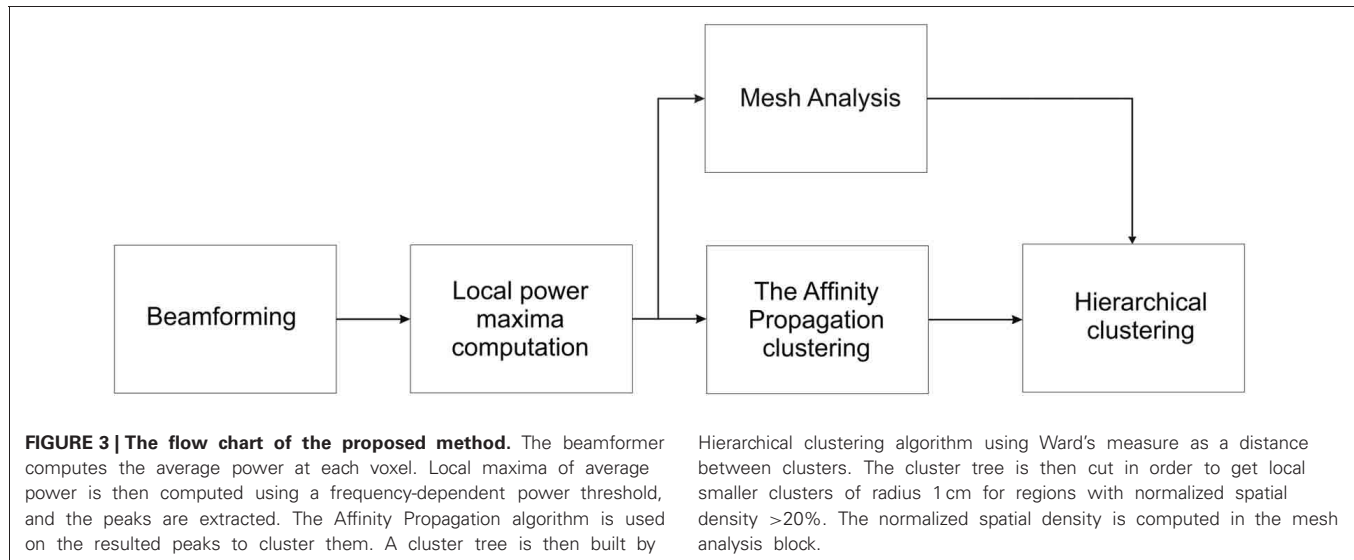 Mesh Analysis
Beamforming
Local power
maxima
computation
The Affinity
Propagation
clustering
Hierarchical
clustering
FIGURE 3 | The flow chart of the proposed method. The beamformer
computes the average power at each voxel. Local maxima of average
power is then computed using a frequency-dependent power threshold,
and the peaks are extracted. The Affinity Propagation algorithm is used
on the resulted peaks to cluster them. A cluster tree is then built by
Hierarchical clustering algorithm using Ward's measure as a distance
between clusters. The cluster tree is then cut in order to get local
smaller clusters of radius 1 cm for regions with normalized spatial
density >20%. The normalized spatial density is computed in the mesh
analysis block.